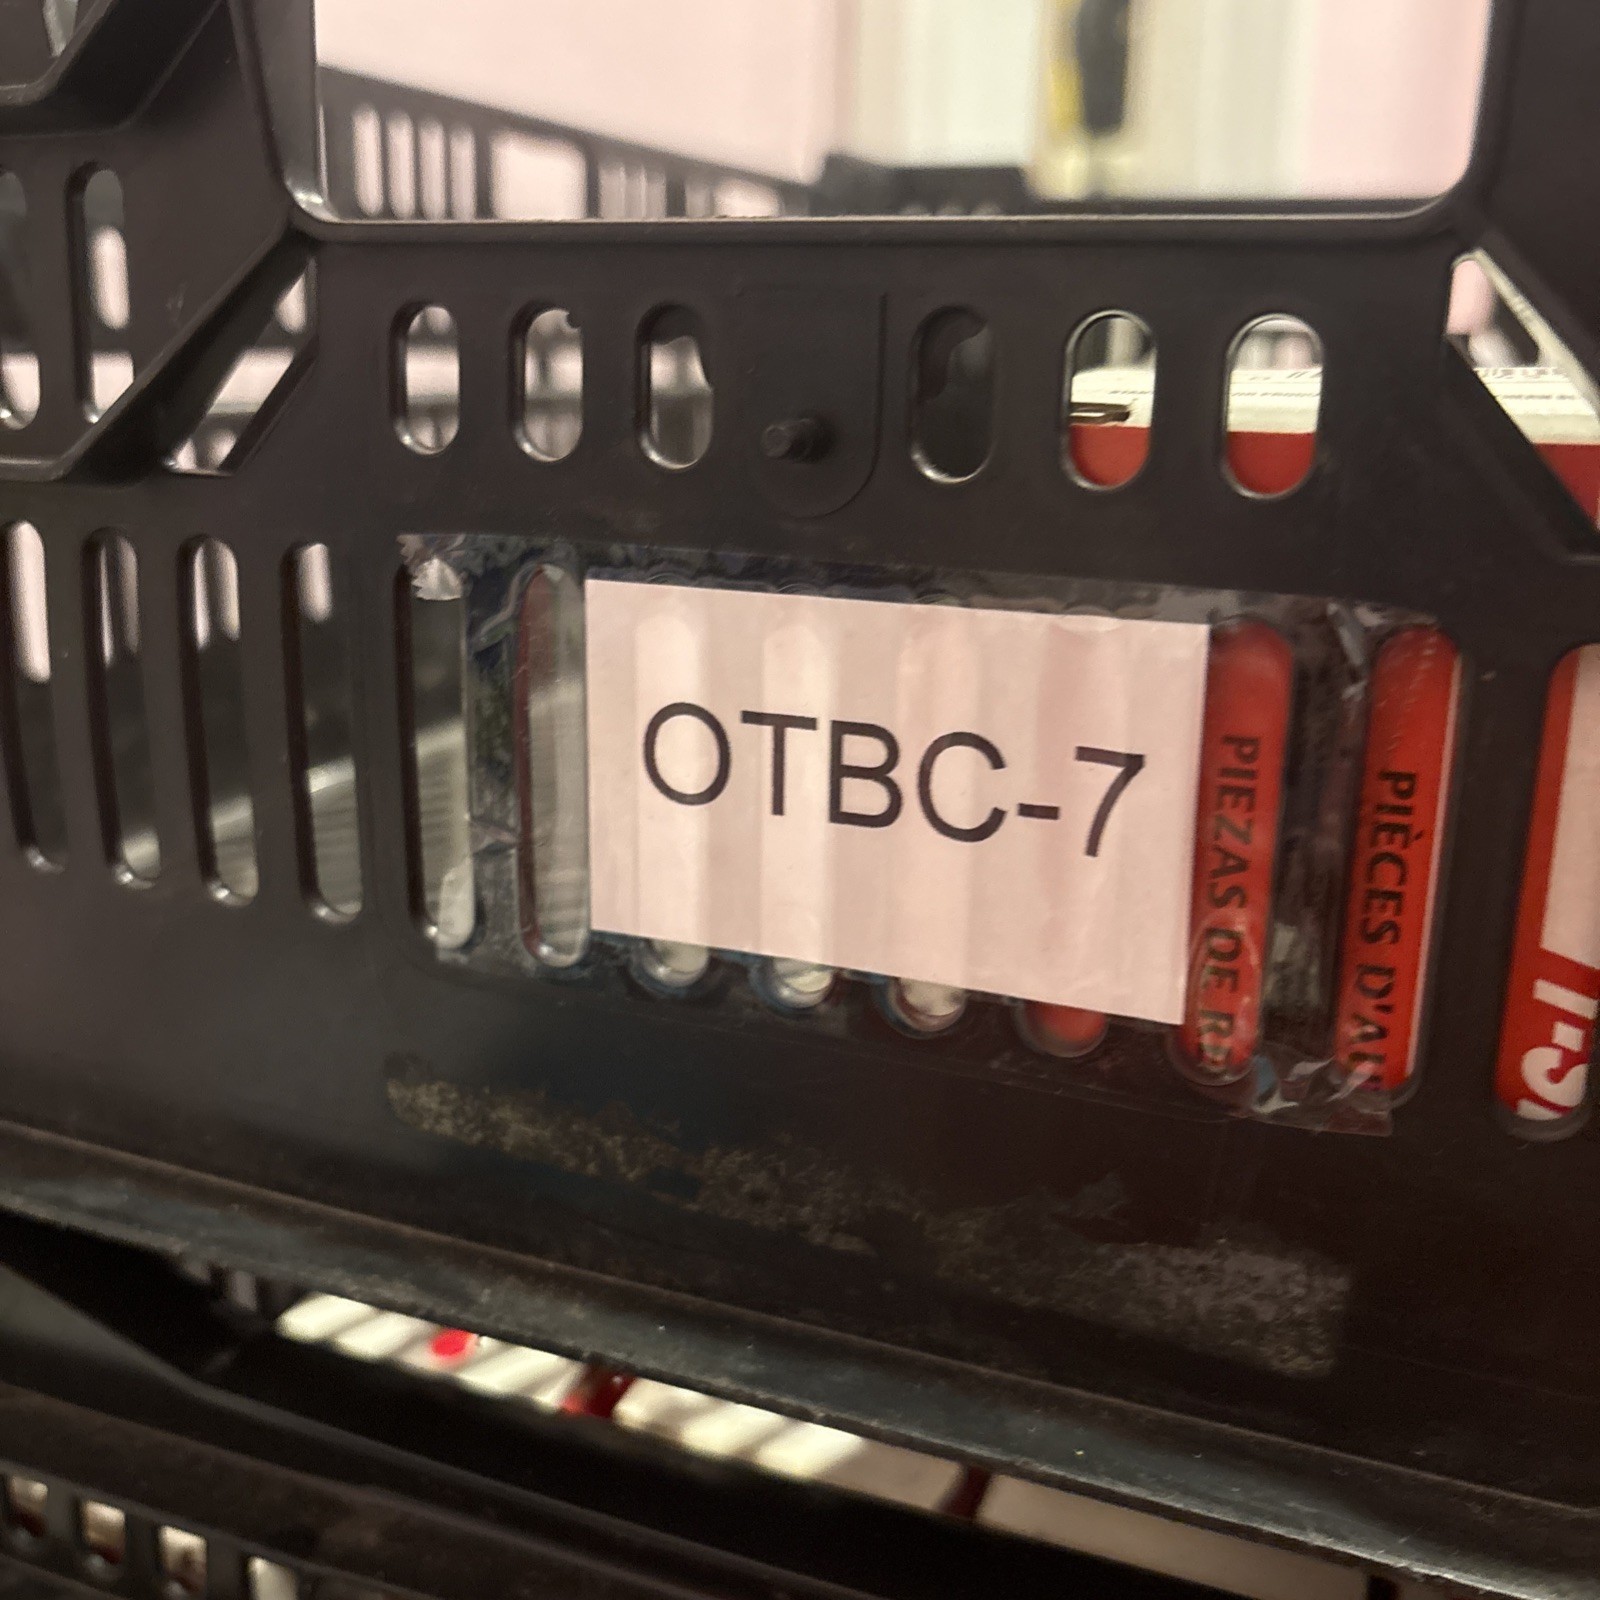 OTBC-7
PIEZAS DE
PIÈCES